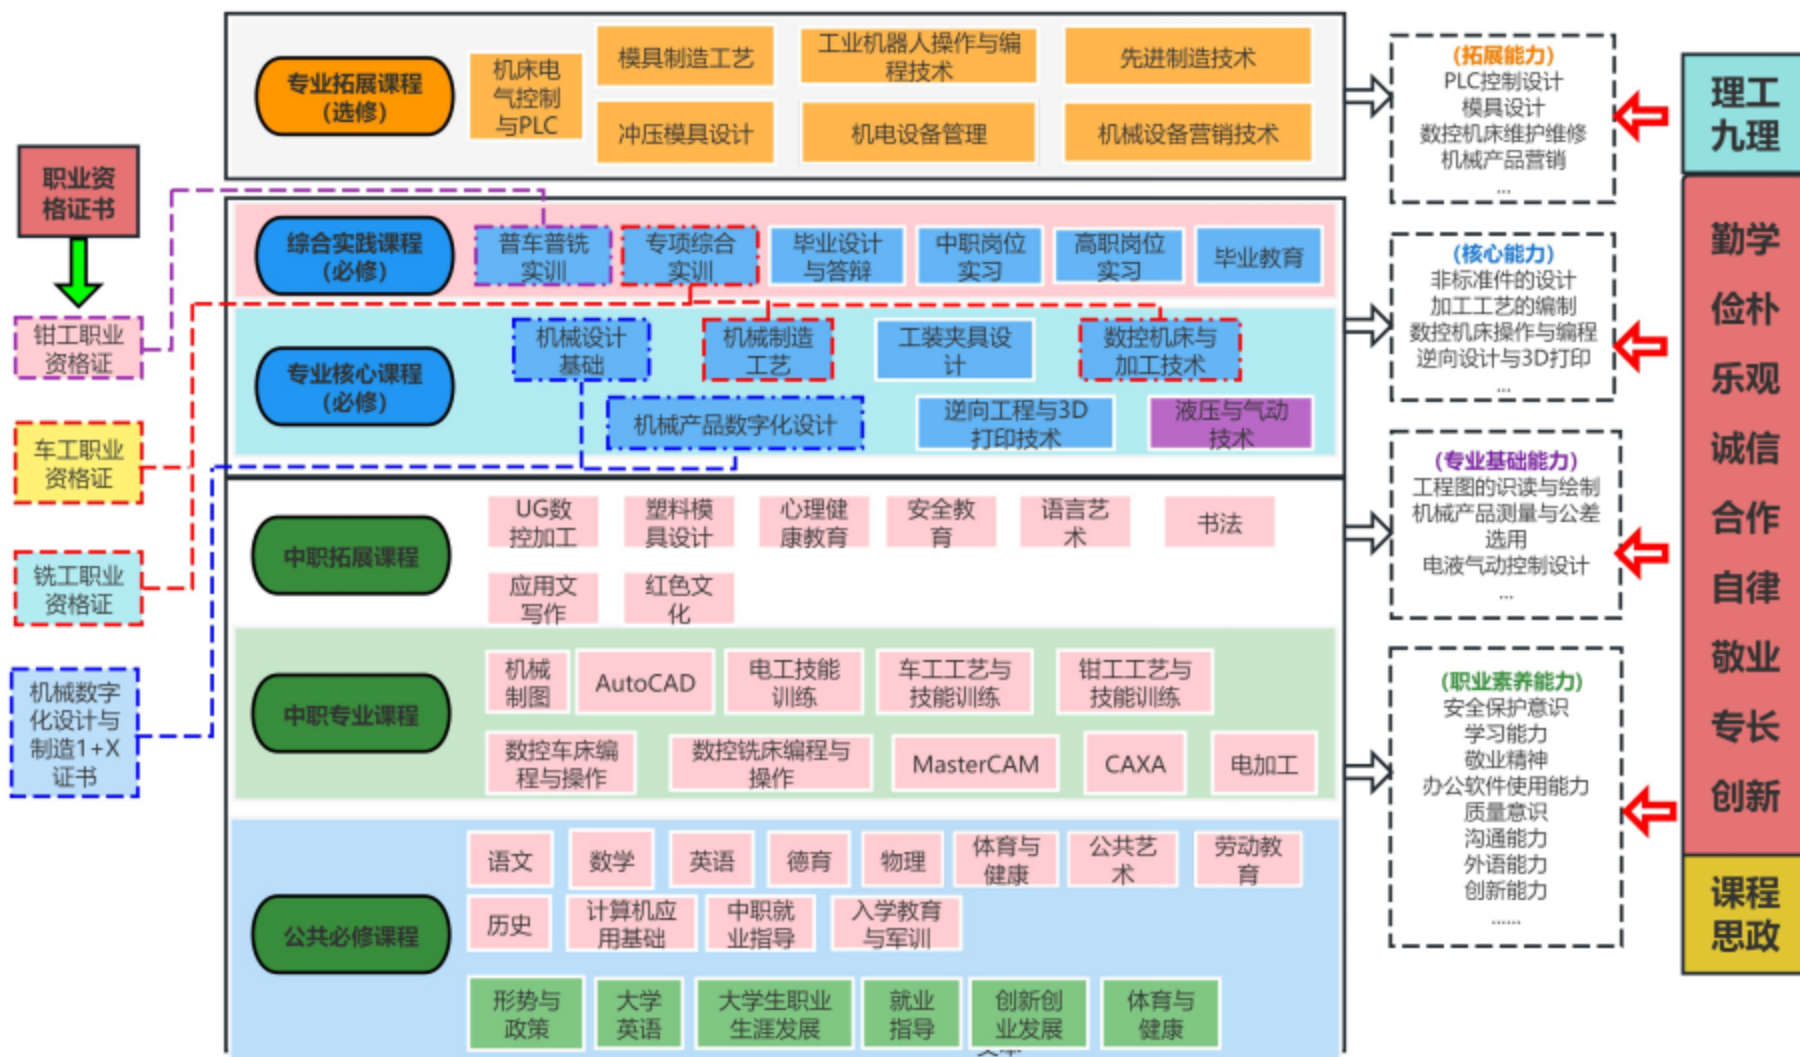 职业资
格证书
钳工职业
资格证
车工职业
资格证
铣工职业
资格证
机械数字
化设计与
制造1+X
证书
专业拓展课程
(选修)
机床电
气控制
与PLC
模具制造工艺
工业机器人操作与编
程技术
先进制造技术
冲压模具设计
机电设备管理
机械设备营销技术
综合实践课程
(必修)
普车普铣
实训
专项综合
实训
毕业设计
与答辩
中职岗位
实习
高职岗位
实习
毕业教育
专业核心课程
(必修)
机械设计
基础
机械制造
工艺
工装夹具设
计
数控机床与
加工技术
机械产品数字化设计
逆向工程与3D
打印技术
液压与气动
技术
中职拓展课程
UG数
控加工
塑料模
具设计
心理健
康教育
安全教
育
语言艺
术
书法
应用文
写作
红色文
化
中职专业课程
机械
制图
AutoCAD
电工技能
训练
车工工艺与
技能训练
钳工工艺与
技能训练
数控车床编
程与操作
数控铣床编程与
操作
MasterCAM
CAXA
电加工
公共必修课程
语文
数学
英语
德育
物理
体育与
健康
公共艺
术
劳动教
育
历史
计算机应
用基础
中职就
业指导
入学教育
与军训
形势与
政策
大学
英语
大学生职业
生涯发展
就业
指导
创新创
业发展
体育与
健康
(拓展能力)
PLC控制设计
模具设计
数控机床维护维修
机械产品营销
...
(核心能力)
非标准件的设计
加工工艺的编制
数控机床操作与编程
逆向设计与3D打印
...
(专业基础能力)
工程图的识读与绘制
机械产品测量与公差
选用
电液气动控制设计
...
(职业素养能力)
安全保护意识
学习能力
敬业精神
办公软件使用能力
质量意识
沟通能力
外语能力
创新能力
......
理工
九理
勤学
俭朴
乐观
诚信
合作
自律
敬业
专长
创新
课程
思政